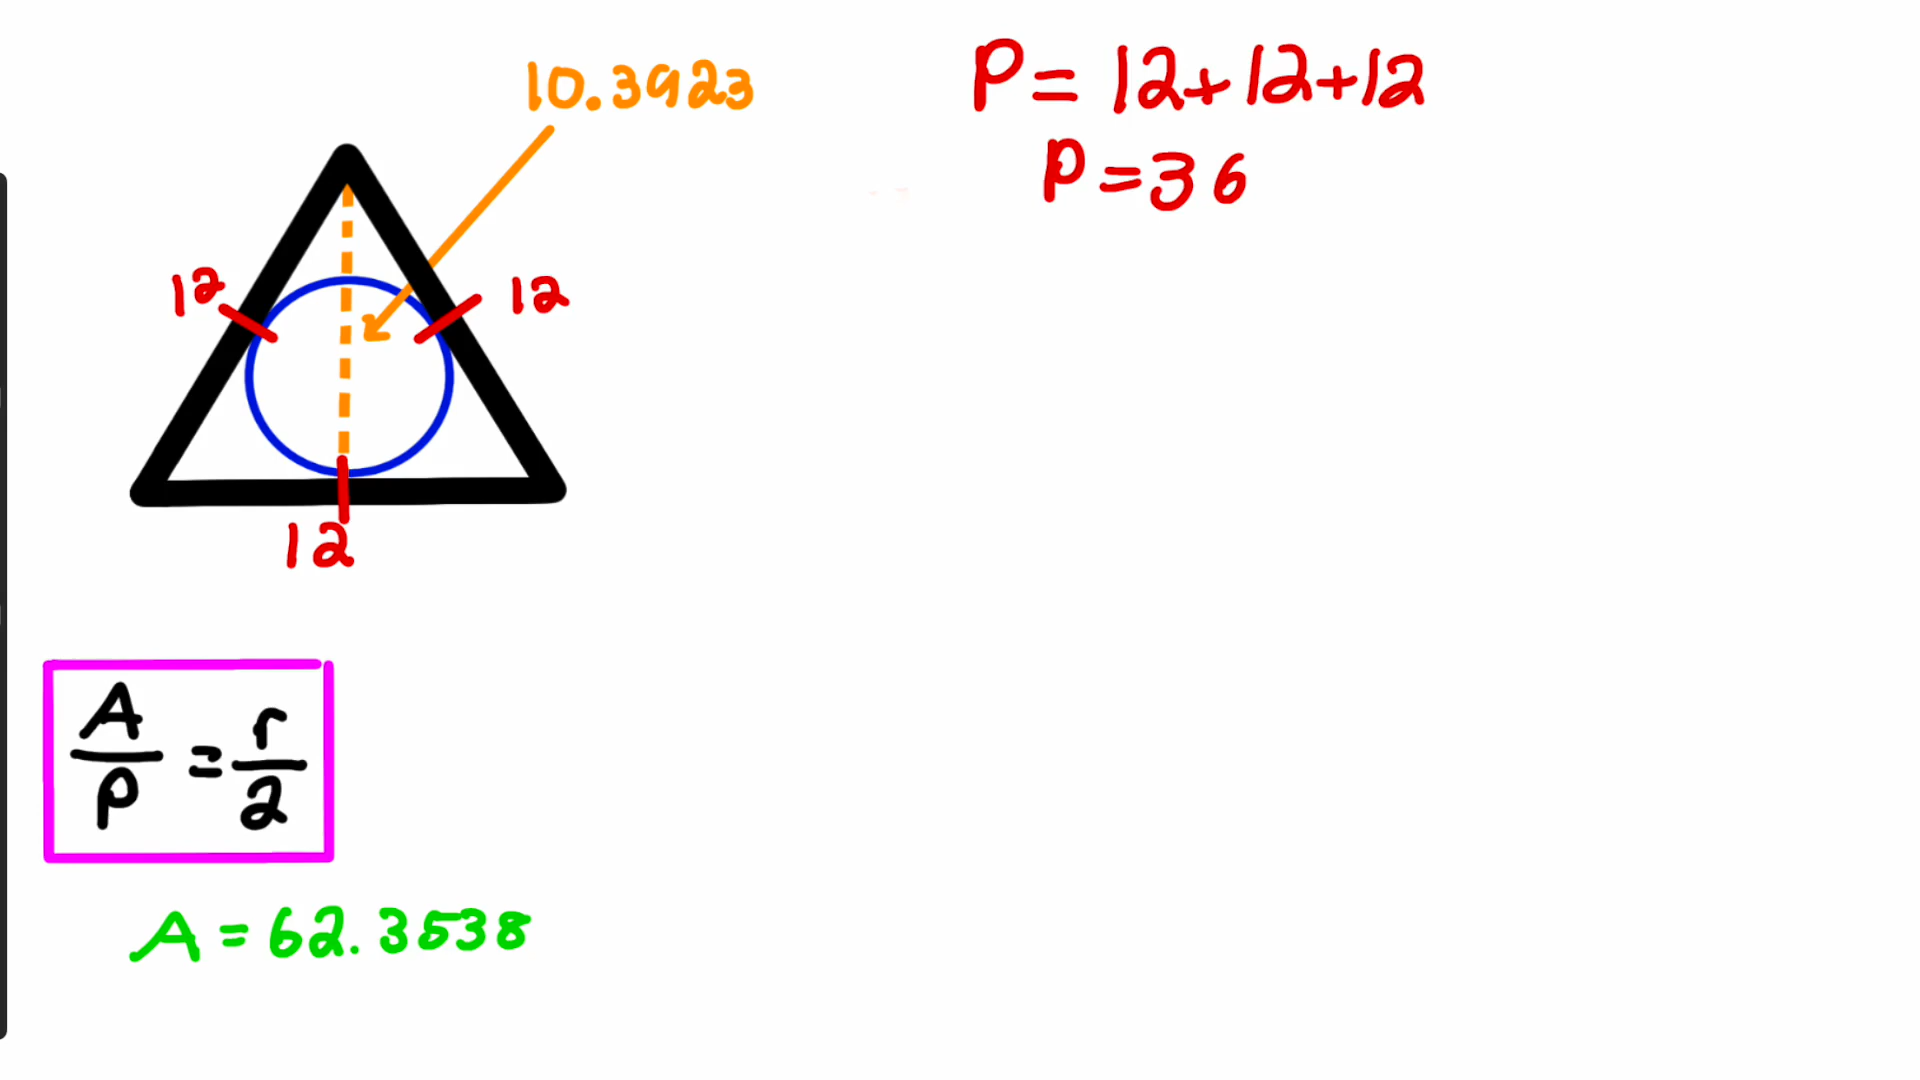 10.3923
P = 12+12+12
P = 36
12
12
12
A/P = r/2
A = 62.3538